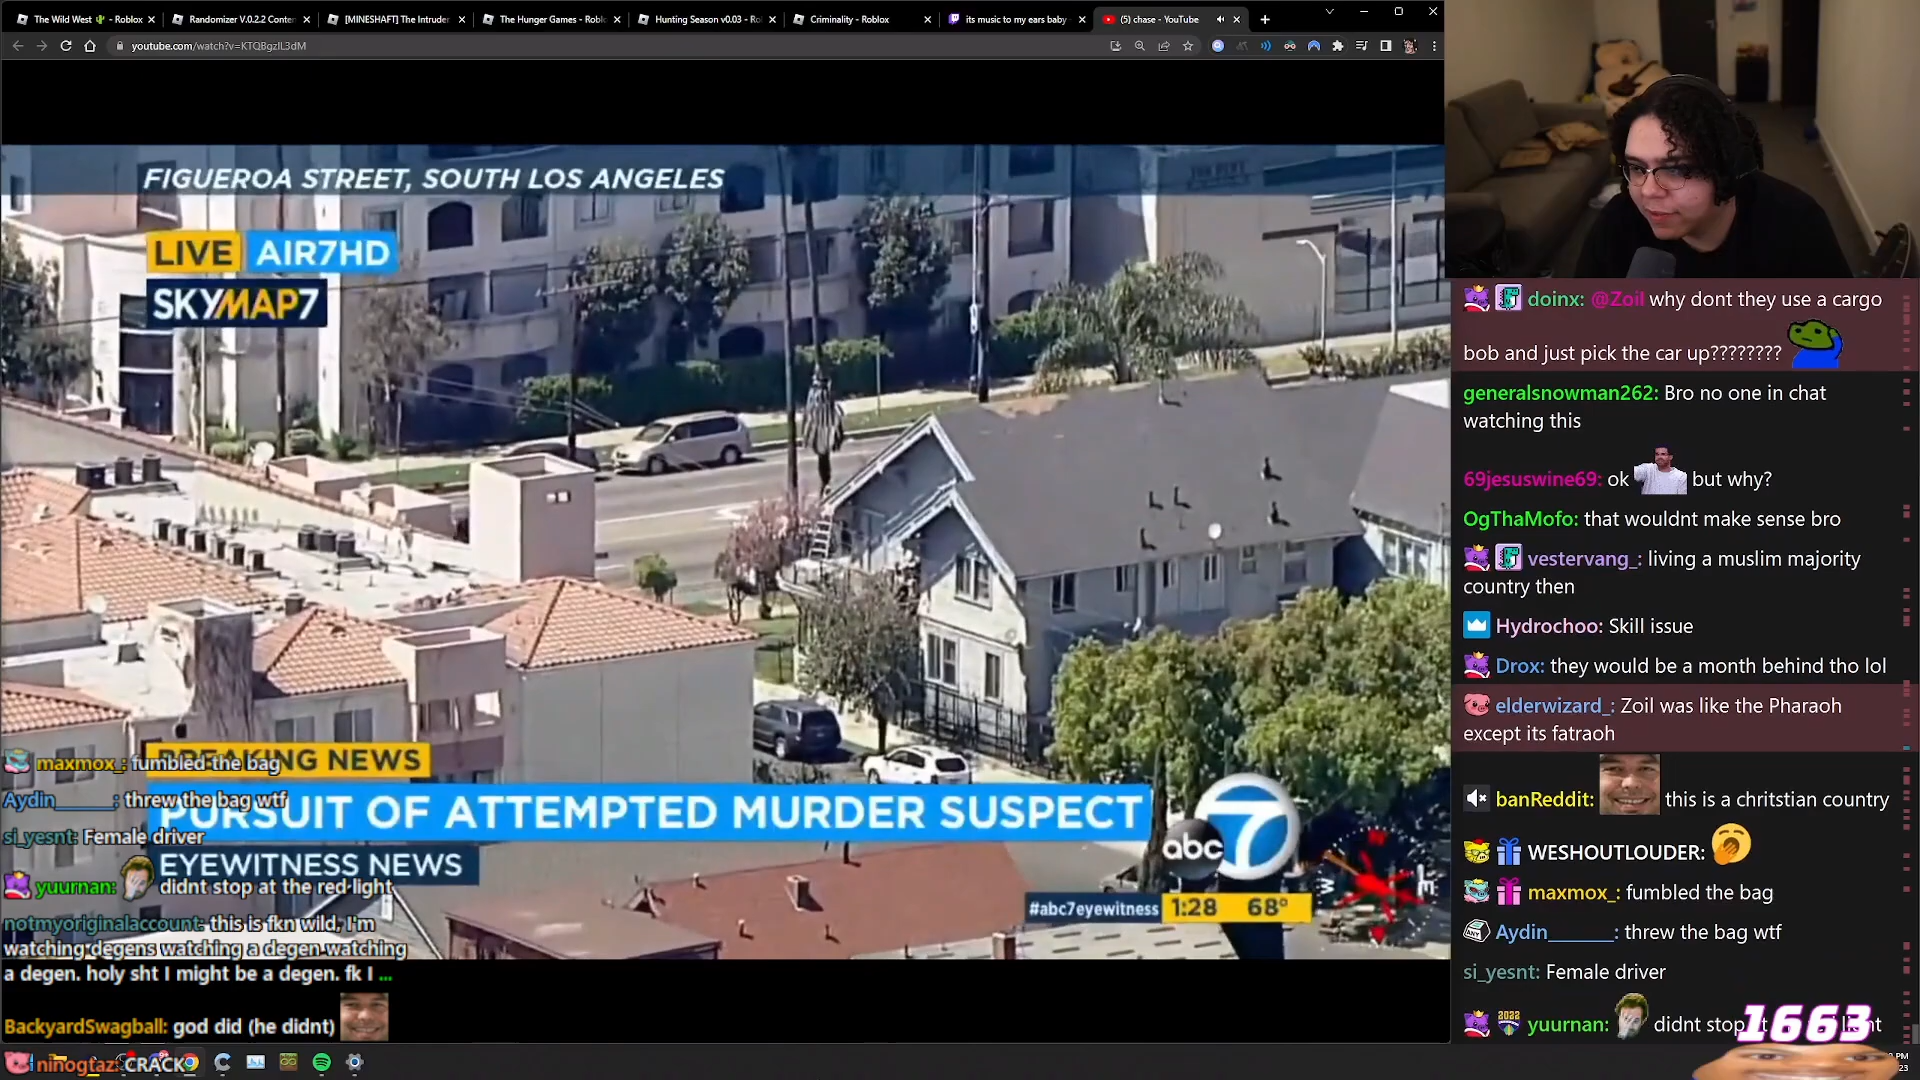 The Wild West 🌵 - Roblox
Randomizer V.0.2.2 Conten
[MINESHAFT] The Intruder
The Hunger Games - Robl
Hunting Season v0.03 - Ro
Criminality - Roblox
its music to my ears baby
(5) chase - YouTube
youtube.com/watch?v=KTQBgzlL3dM
FIGUEROA STREET, SOUTH LOS ANGELES
LIVE AIR7HD
SKYMAP7
BREAKING NEWS
PURSUIT OF ATTEMPTED MURDER SUSPECT
EYEWITNESS NEWS
abc 7
#abc7eyewitness 1:28 68°
N
W
E
maxmox_: fumbled the bag
Aydin_______: threw the bag wtf
si_yesnt: Female driver
yuurnan: didnt stop at the red light
notmyoriginalaccount: this is fkn wild, I'm
watching degens watching a degen watching
a degen. holy sht I might be a degen. fk I ...
BackyardSwagball: god did (he didnt)
ninogtaz: CRACK
doinx: @Zoil why dont they use a cargo
bob and just pick the car up????????
generalsnowman262: Bro no one in chat
watching this
69jesuswine69: ok but why?
OgThaMofo: that wouldnt make sense bro
vestervang_: living a muslim majority
country then
Hydrochoo: Skill issue
Drox: they would be a month behind tho lol
elderwizard_: Zoil was like the Pharaoh
except its fatraoh
banReddit: this is a chritstian country
WESHOUTLOUDER:
maxmox_: fumbled the bag
Aydin_______: threw the bag wtf
si_yesnt: Female driver
2022 yuurnan: didnt stop
1663